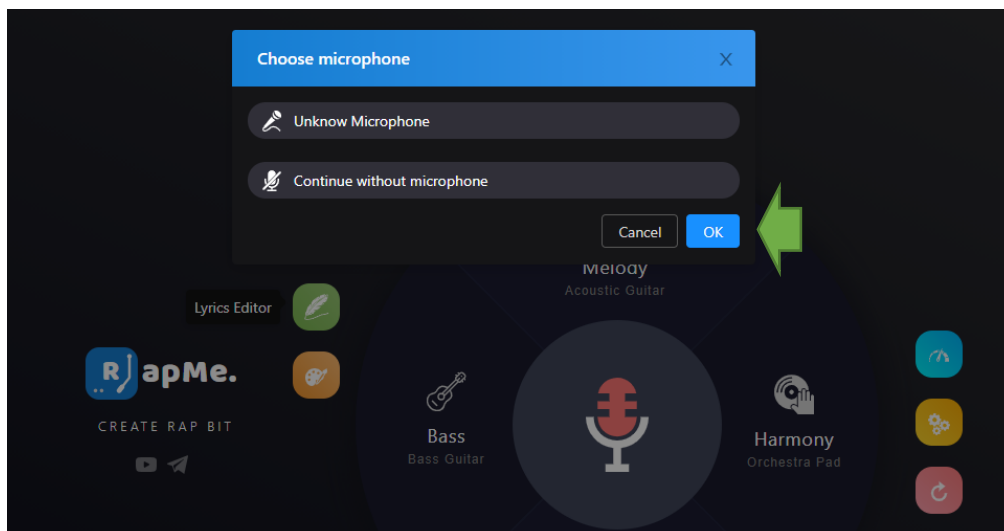 Choose microphone
X
Unknow Microphone
Continue without microphone
Cancel
OK
Melody
Acoustic Guitar
Lyrics Editor
RapMe.
CREATE RAP BIT
Bass
Bass Guitar
Harmony
Orchestra Pad